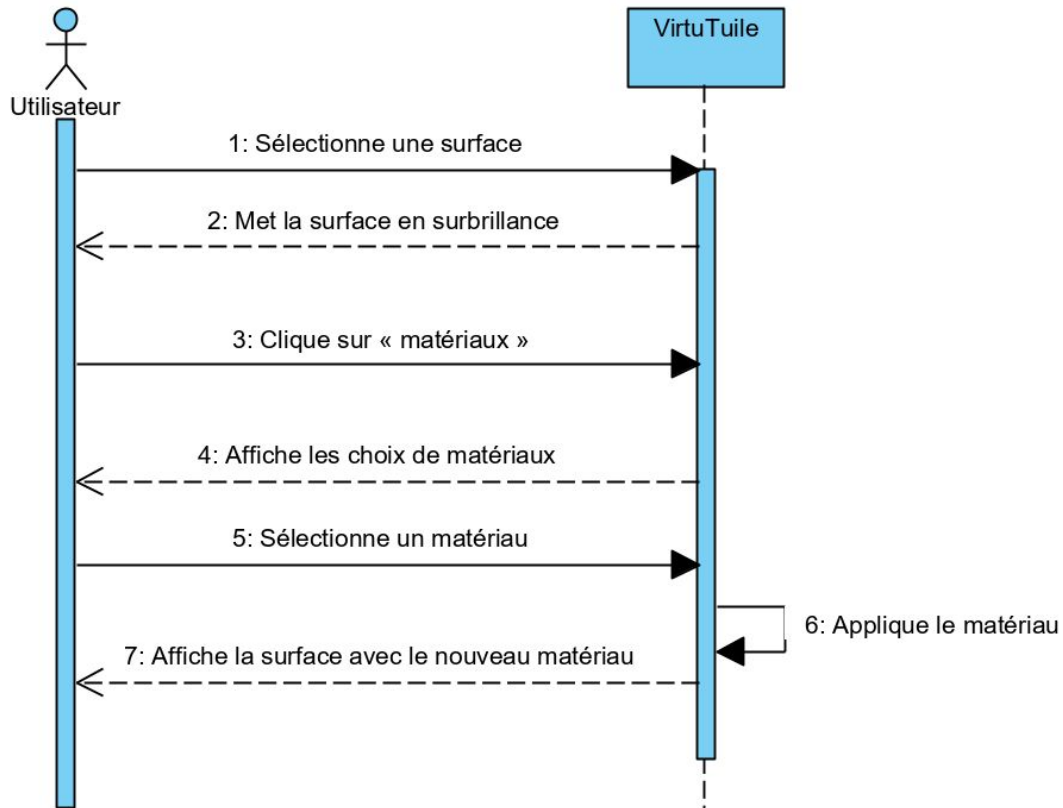 VirtuTuile
Utilisateur
1: Sélectionne une surface
2: Met la surface en surbrillance
3: Clique sur « matériaux »
4: Affiche les choix de matériaux
5: Sélectionne un matériau
6: Applique le matériau
7: Affiche la surface avec le nouveau matériau